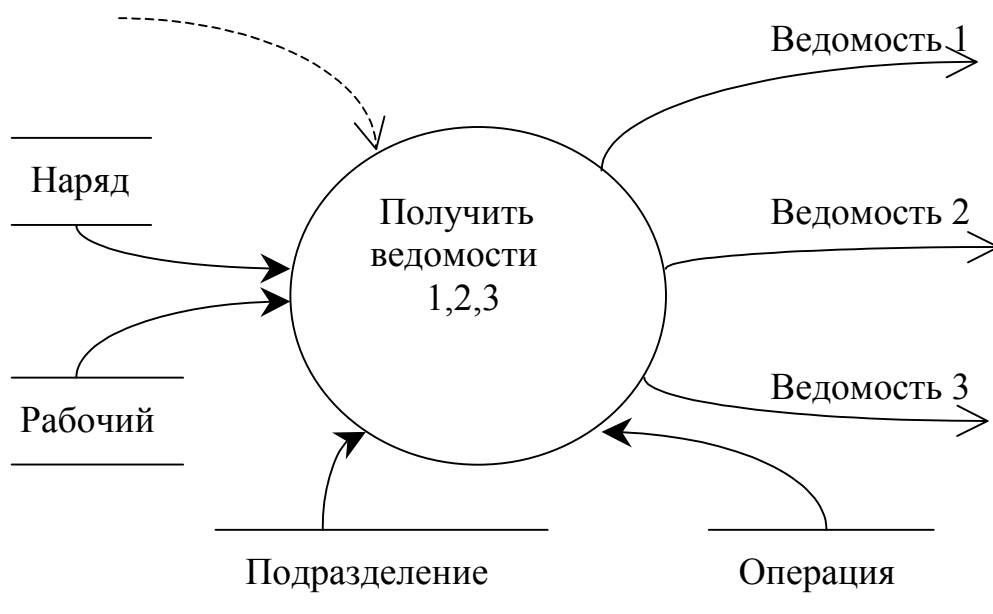 Ведомость 1
Наряд
Получить
ведомости
1,2,3
Ведомость 2
Ведомость 3
Рабочий
Подразделение
Операция